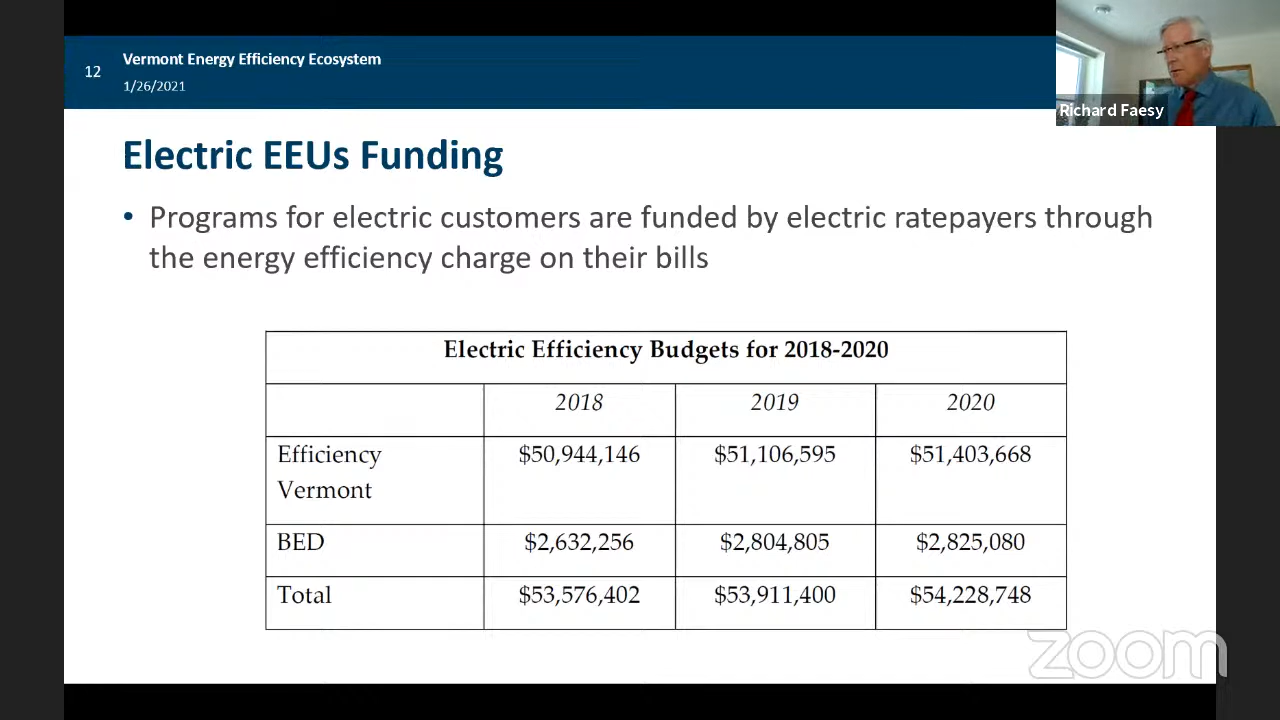 12
Vermont Energy Efficiency Ecosystem
1/26/2021
Richard Faesy
Electric EEUs Funding
• Programs for electric customers are funded by electric ratepayers through
the energy efficiency charge on their bills
Electric Efficiency Budgets for 2018-2020
2018 2019 2020
Efficiency
Vermont $50,944,146 $51,106,595 $51,403,668
BED $2,632,256 $2,804,805 $2,825,080
Total $53,576,402 $53,911,400 $54,228,748
zoom